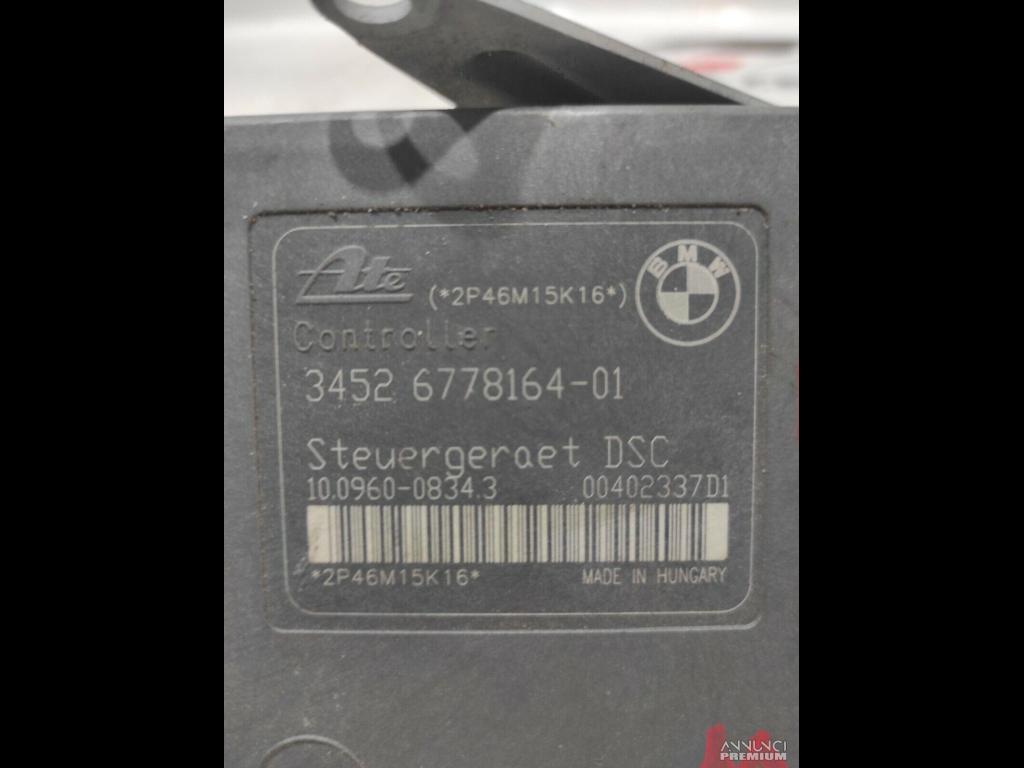 Ate
(*2P46M15K16*)
BMW
Controller
3452 6778164-01
Steuergeraet DSC
10.0960-0834.3 00402337D1
*2P46M15K16* MADE IN HUNGARY
ANNUNCI
PREMIUM